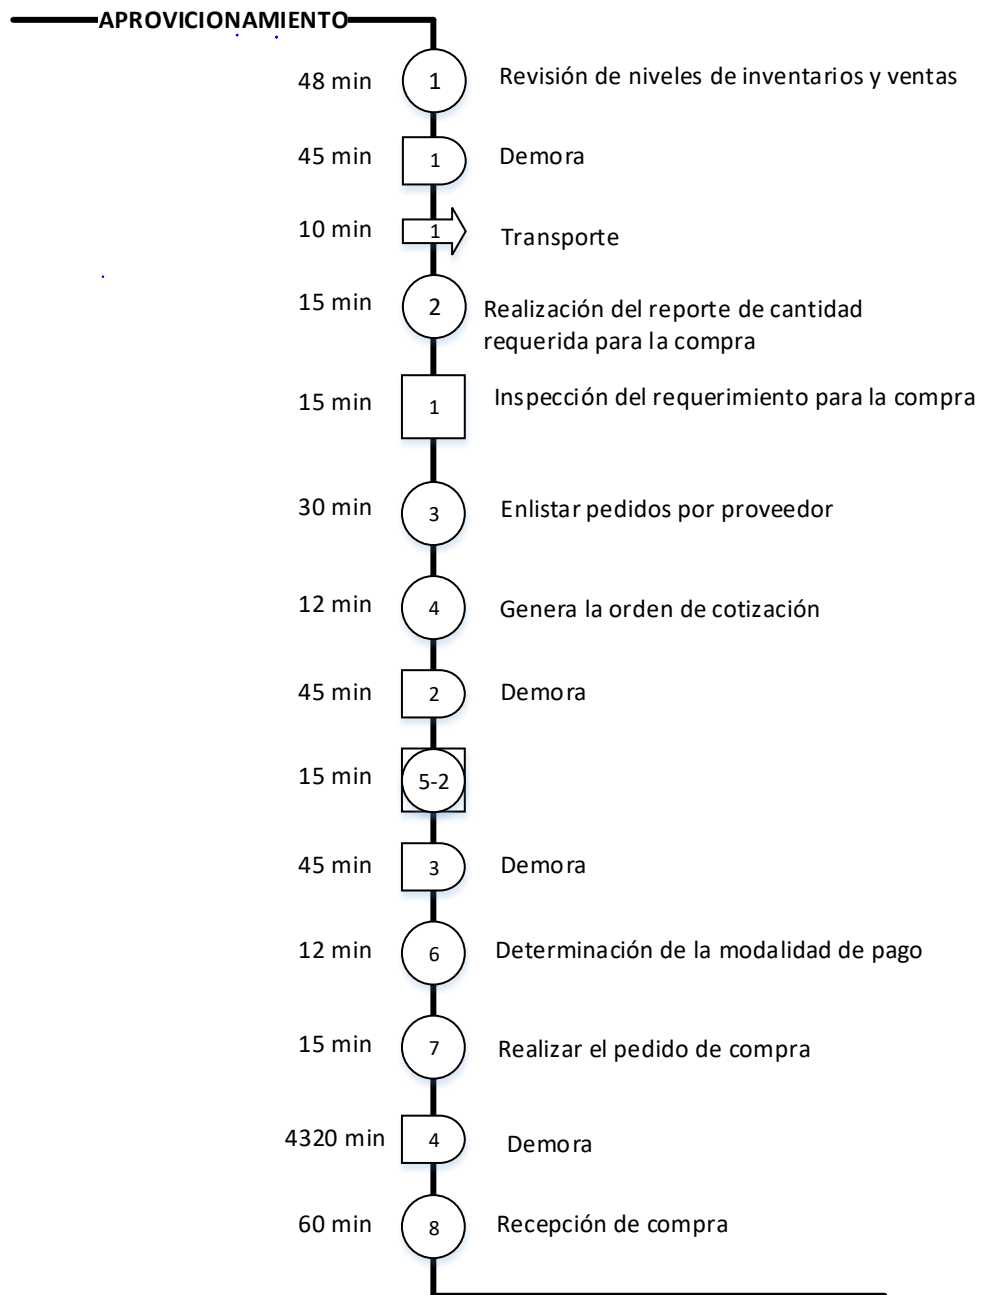 APROVICIONAMIENTO
48 min 1 Revisión de niveles de inventarios y ventas
45 min 1 Demora
10 min 1 Transporte
15 min 2 Realización del reporte de cantidad
requerida para la compra
15 min 1 Inspección del requerimiento para la compra
30 min 3 Enlistar pedidos por proveedor
12 min 4 Genera la orden de cotización
45 min 2 Demora
15 min 5-2
45 min 3 Demora
12 min 6 Determinación de la modalidad de pago
15 min 7 Realizar el pedido de compra
4320 min 4 Demora
60 min 8 Recepción de compra